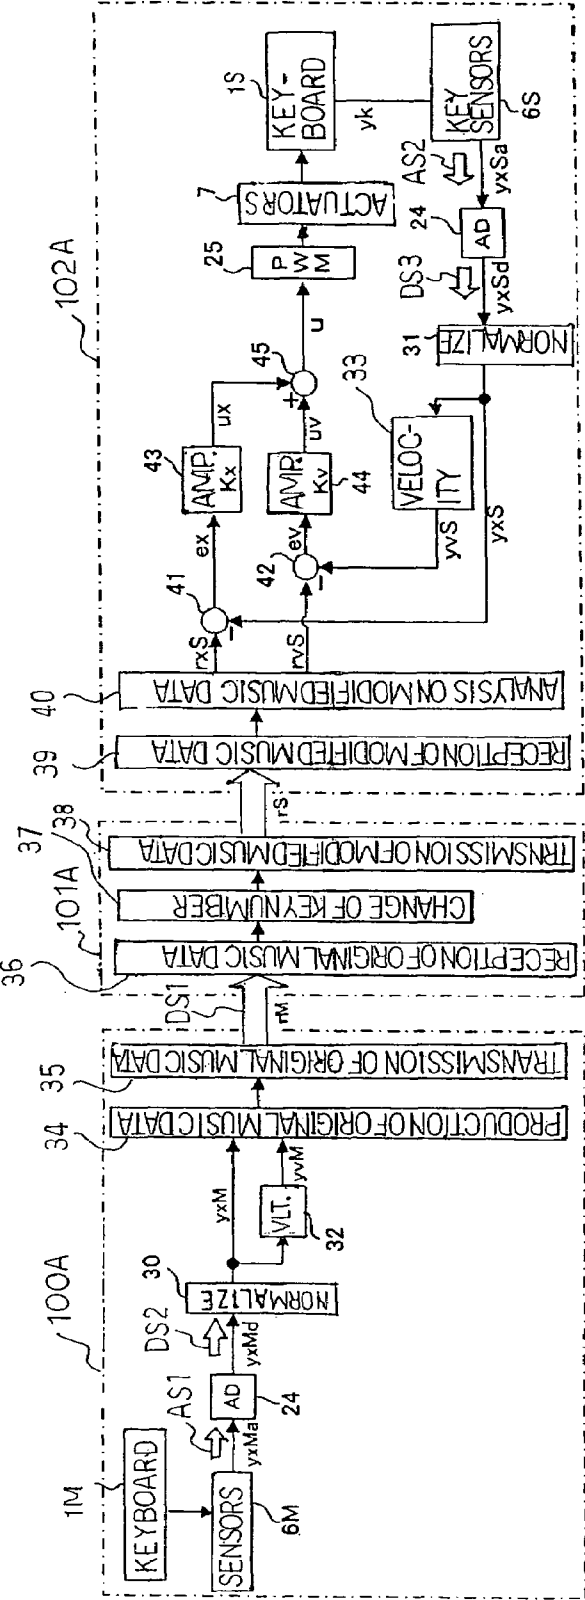 100A
1M
KEYBOARD
SENSORS
6M
AS1
yxMa
AD
24
DS2
yxMd
30
NORMALIZE
yxM
VLT.
32
yvM
34
PRODUCTION OF ORIGINAL MUSIC DATA
35
TRANSMISSION OF ORIGINAL MUSIC DATA
DS1
rM
101A
36
RECEPTION OF ORIGINAL MUSIC DATA
37
CHANGE OF KEY NUMBER
38
TRNSMISSION OF MODIFIED MUSIC DATA
rS
102A
39
RECEPTION OF MODIFIED MUSIC DATA
40
ANALYSIS ON MODIFIED MUSIC DATA
rxS
rvS
41
-
42
-
ex
ev
43
AMP.
Kx
AMP.
Kv
44
ux
uv
45
+
u
25
PWM
7
ACTUATORS
1S
KEY-
BOARD
yk
KEY
SENSORS
6S
AS2
yxSa
24
AD
DS3
yxSd
31
NORMALIZE
33
VELOC-
ITY
yvS
yxS